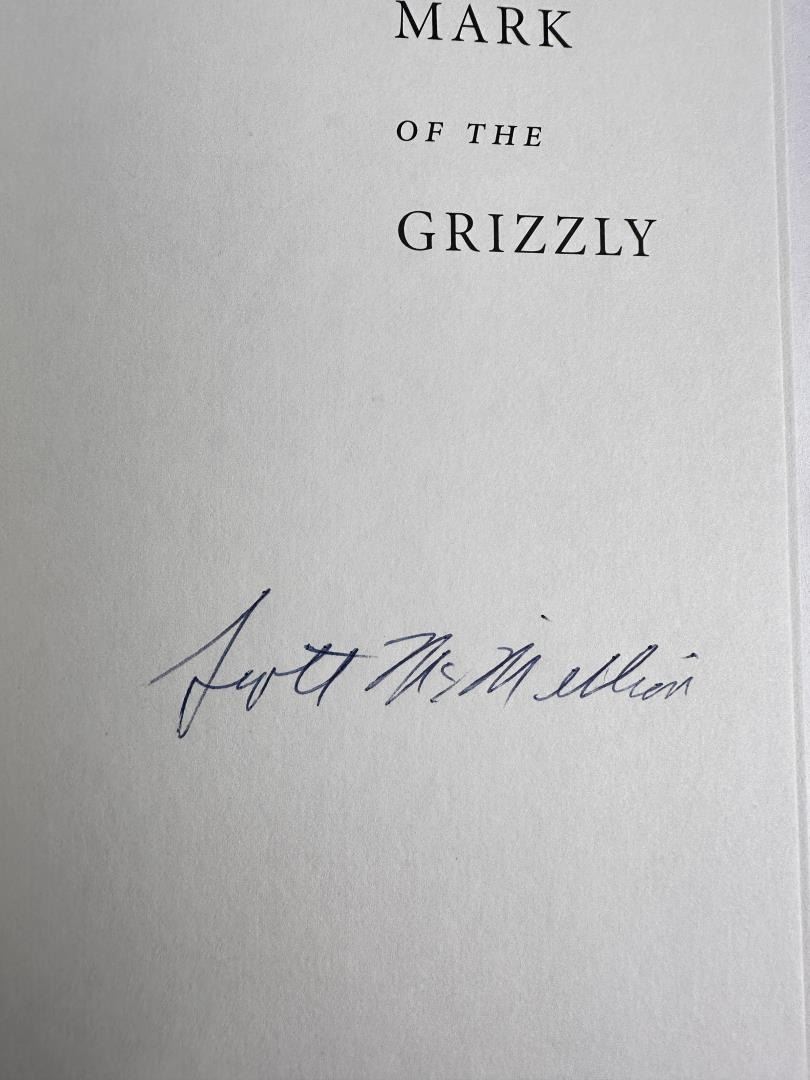 MARK
OF THE
GRIZZLY
Scott McMillion